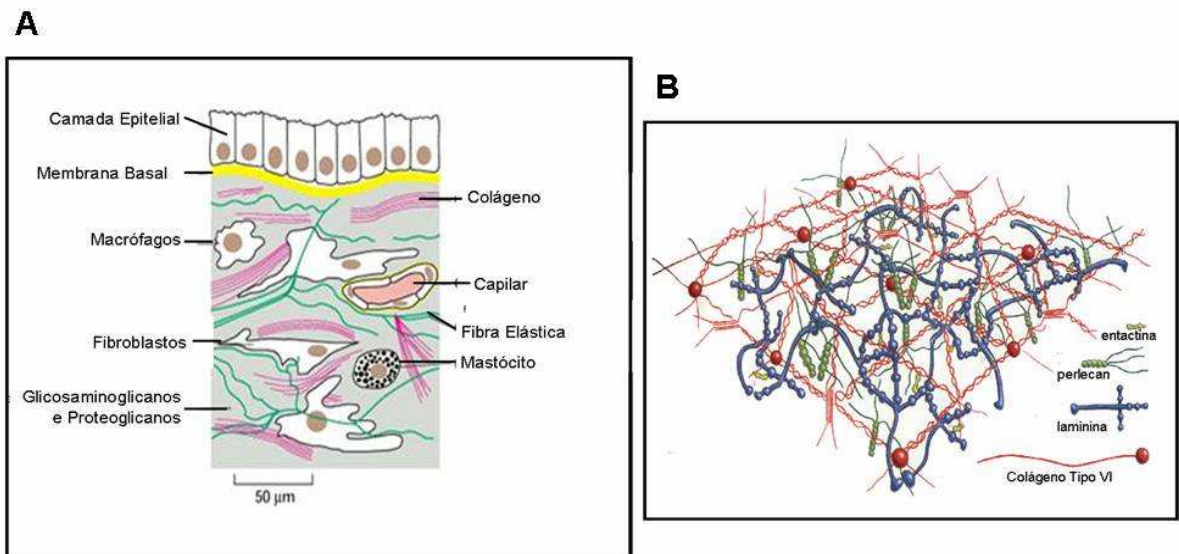 A
Camada Epitelial
Membrana Basal
Macrófagos
Fibroblastos
Glicosaminoglicanos
e Proteoglicanos
Colágeno
Capilar
Fibra Elástica
Mastócito
50 µm
B
entactina
perlecan
laminina
Colágeno Tipo VI